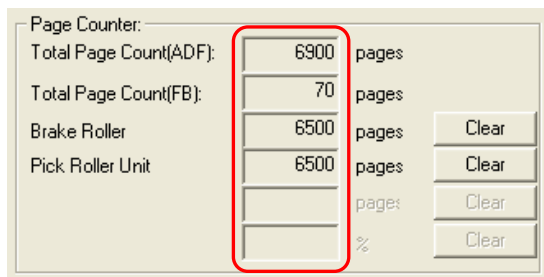 Page Counter:
Total Page Count(ADF): 6900 pages
Total Page Count(FB): 70 pages
Brake Roller 6500 pages Clear
Pick Roller Unit 6500 pages Clear
pages Clear
% Clear